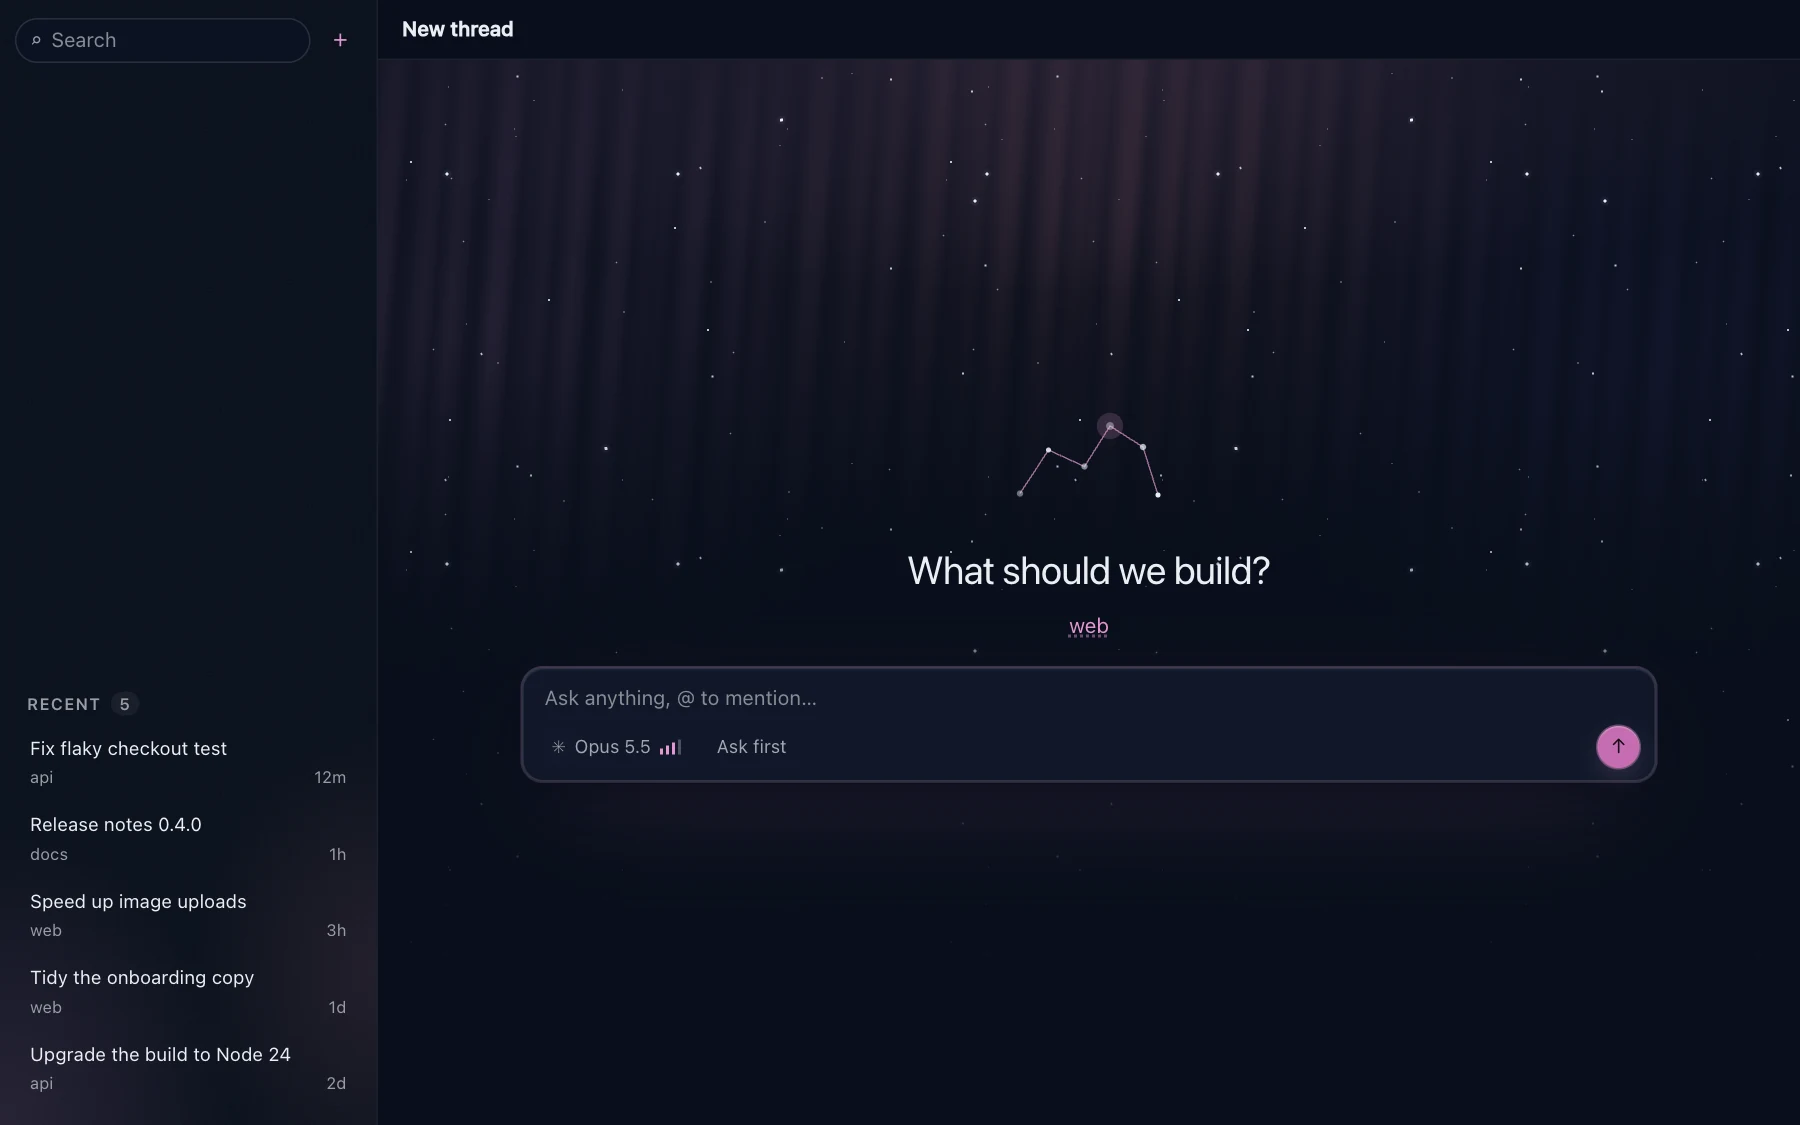 Search
+
New thread
What should we build?
web
Ask anything, @ to mention...
Opus 5.5
Ask first
RECENT 5
Fix flaky checkout test
api 12m
Release notes 0.4.0
docs 1h
Speed up image uploads
web 3h
Tidy the onboarding copy
web 1d
Upgrade the build to Node 24
api 2d